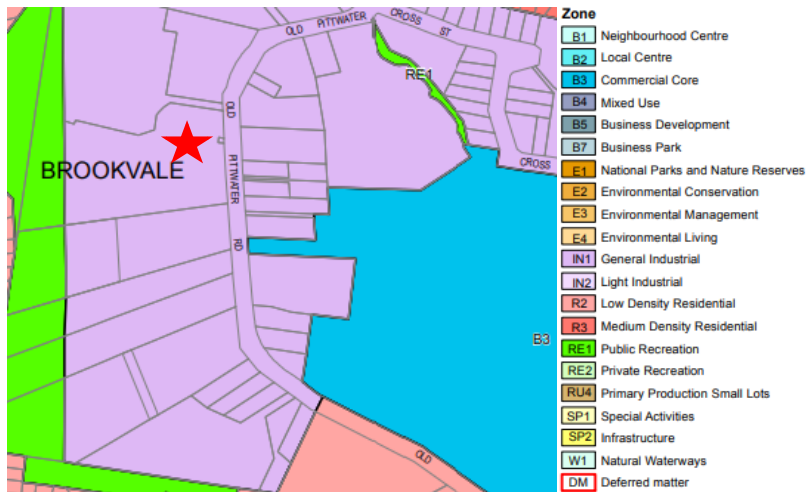 OLD PITTWATER
CROSS ST
RE1
OLD PITTWATER RD
BROOKVALE
CROSS
B3
OLD
Zone
B1 Neighbourhood Centre
B2 Local Centre
B3 Commercial Core
B4 Mixed Use
B5 Business Development
B7 Business Park
E1 National Parks and Nature Reserves
E2 Environmental Conservation
E3 Environmental Management
E4 Environmental Living
IN1 General Industrial
IN2 Light Industrial
R2 Low Density Residential
R3 Medium Density Residential
RE1 Public Recreation
RE2 Private Recreation
RU4 Primary Production Small Lots
SP1 Special Activities
SP2 Infrastructure
W1 Natural Waterways
DM Deferred matter